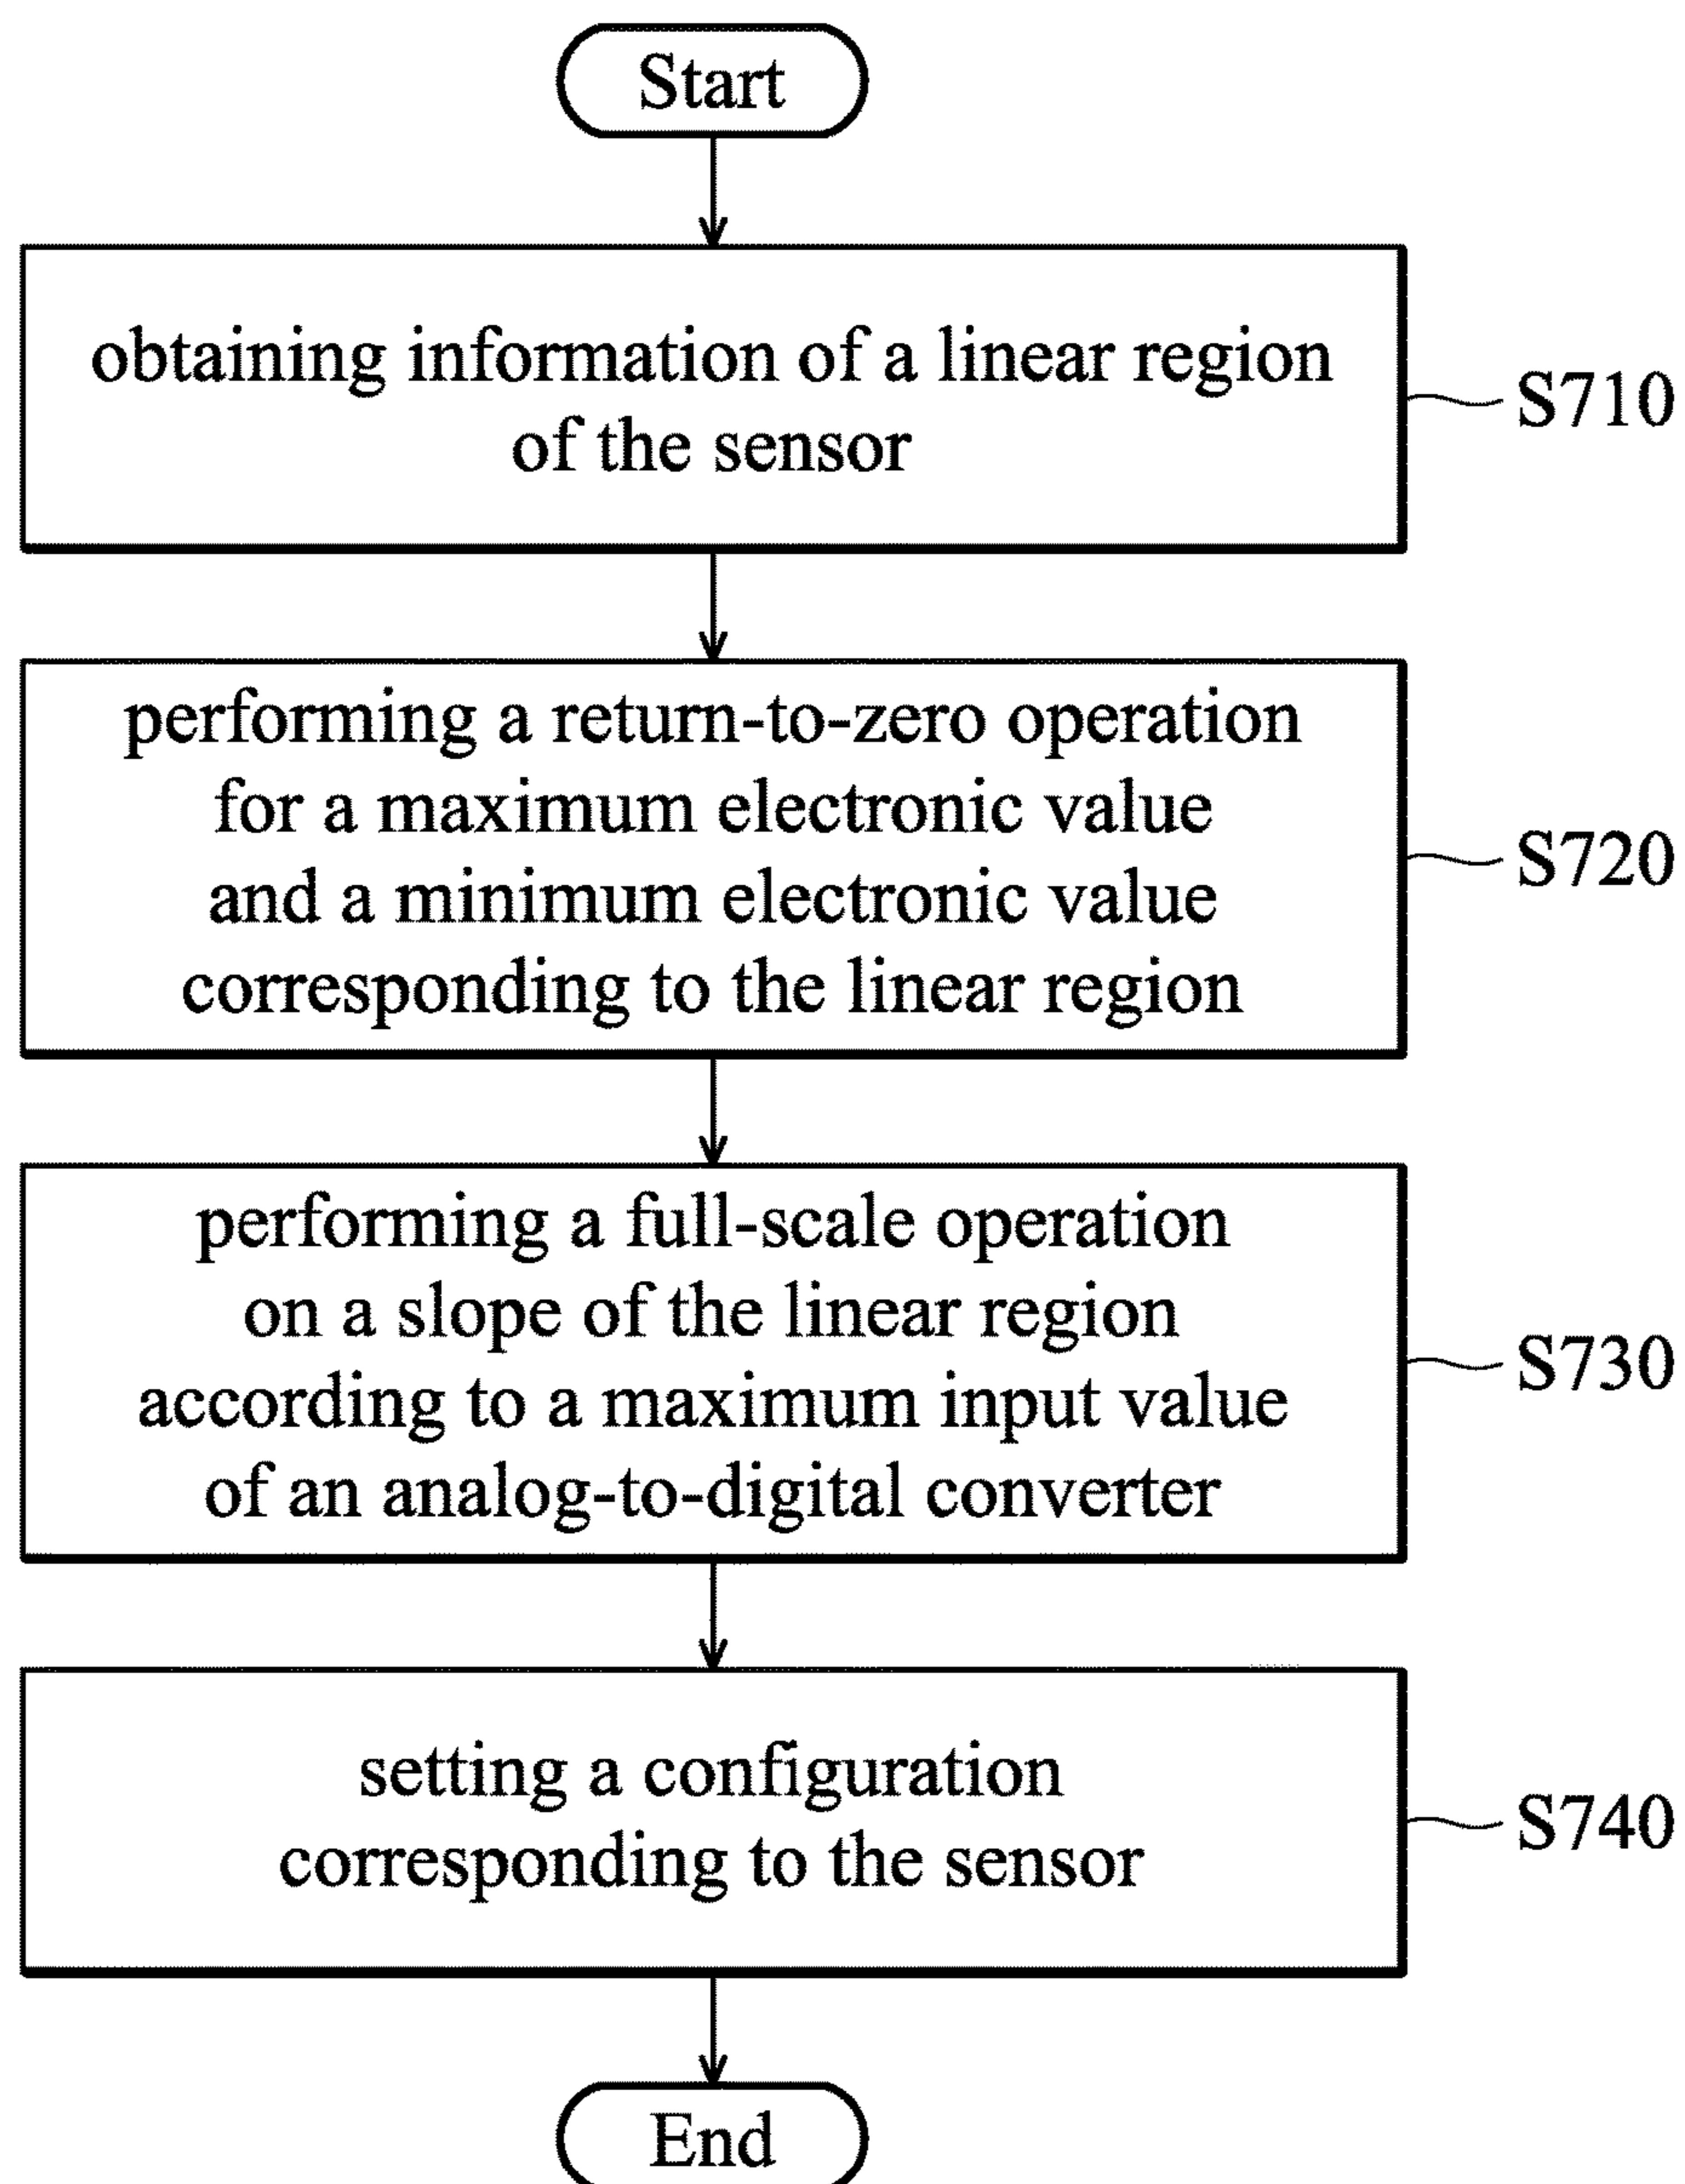 Start
obtaining information of a linear region
of the sensor
S710
performing a return-to-zero operation
for a maximum electronic value
and a minimum electronic value
corresponding to the linear region
S720
performing a full-scale operation
on a slope of the linear region
according to a maximum input value
of an analog-to-digital converter
S730
setting a configuration
corresponding to the sensor
S740
End